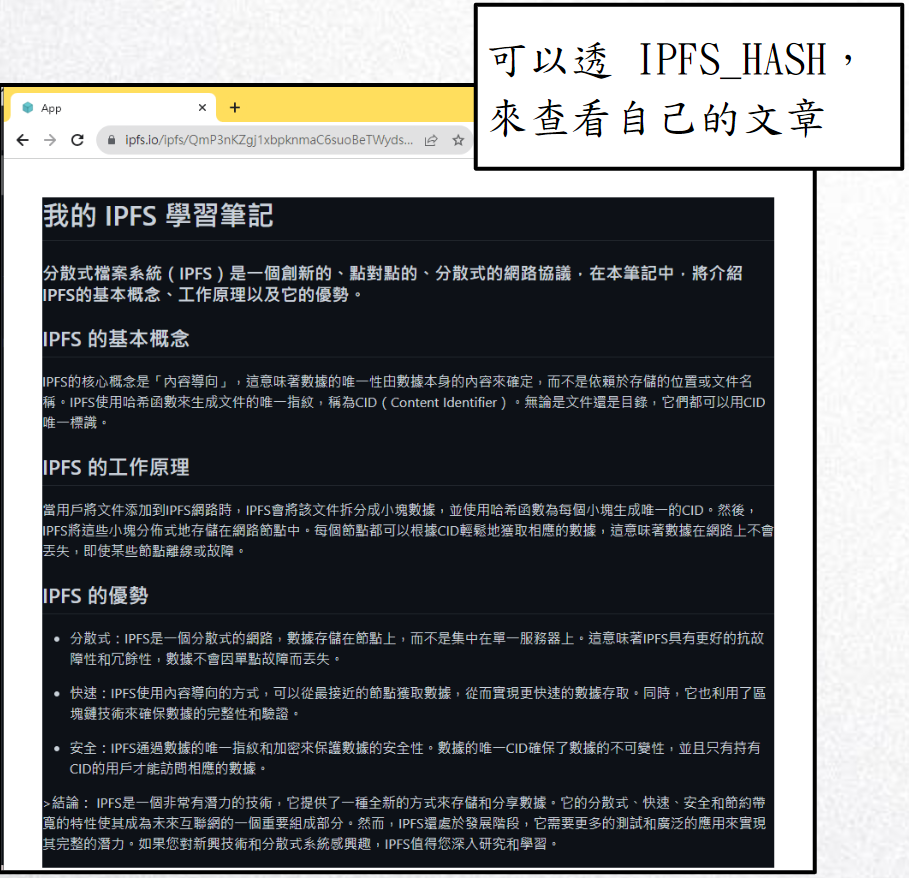 可以透 IPFS_HASH，
來查看自己的文章
App
ipfs.io/ipfs/QmP3nKZgj1xbpknmaC6suoBeTWyds...
我的 IPFS 學習筆記
分散式檔案系統（IPFS）是一個創新的、點對點的、分散式的網路協議，在本筆記中，將介紹
IPFS的基本概念、工作原理以及它的優勢。
IPFS 的基本概念
IPFS的核心概念是「內容導向」，這意味著數據的唯一性由數據本身的內容來確定，而不是依賴於存儲的位置或文件名
稱。IPFS使用哈希函數來生成文件的唯一指紋，稱為CID（Content Identifier）。無論是文件還是目錄，它們都可以用CID
唯一標識。
IPFS 的工作原理
當用戶將文件添加到IPFS網路時，IPFS會將該文件拆分成小塊數據，並使用哈希函數為每個小塊生成唯一的CID。然後，
IPFS將這些小塊分佈式地存儲在網路節點中。每個節點都可以根據CID輕鬆地獲取相應的數據，這意味著數據在網路上不會
丟失，即使某些節點離線或故障。
IPFS 的優勢
• 分散式：IPFS是一個分散式的網路，數據存儲在節點上，而不是集中在單一服務器上。這意味著IPFS具有更好的抗故
障性和冗餘性，數據不會因單點故障而丟失。
• 快速：IPFS使用內容導向的方式，可以從最接近的節點獲取數據，從而實現更快速的數據存取。同時，它也利用了區
塊鏈技術來確保數據的完整性和驗證。
• 安全：IPFS通過數據的唯一指紋和加密來保護數據的安全性。數據的唯一CID確保了數據的不可變性，並且只有持有
CID的用戶才能訪問相應的數據。
>結論： IPFS是一個非常有潛力的技術，它提供了一種全新的方式來存儲和分享數據。它的分散式、快速、安全和節約帶
寬的特性使其成為未來互聯網的一個重要組成部分。然而，IPFS還處於發展階段，它需要更多的測試和廣泛的應用來實現
其完整的潛力。如果您對新興技術和分散式系統感興趣，IPFS值得您深入研究和學習。